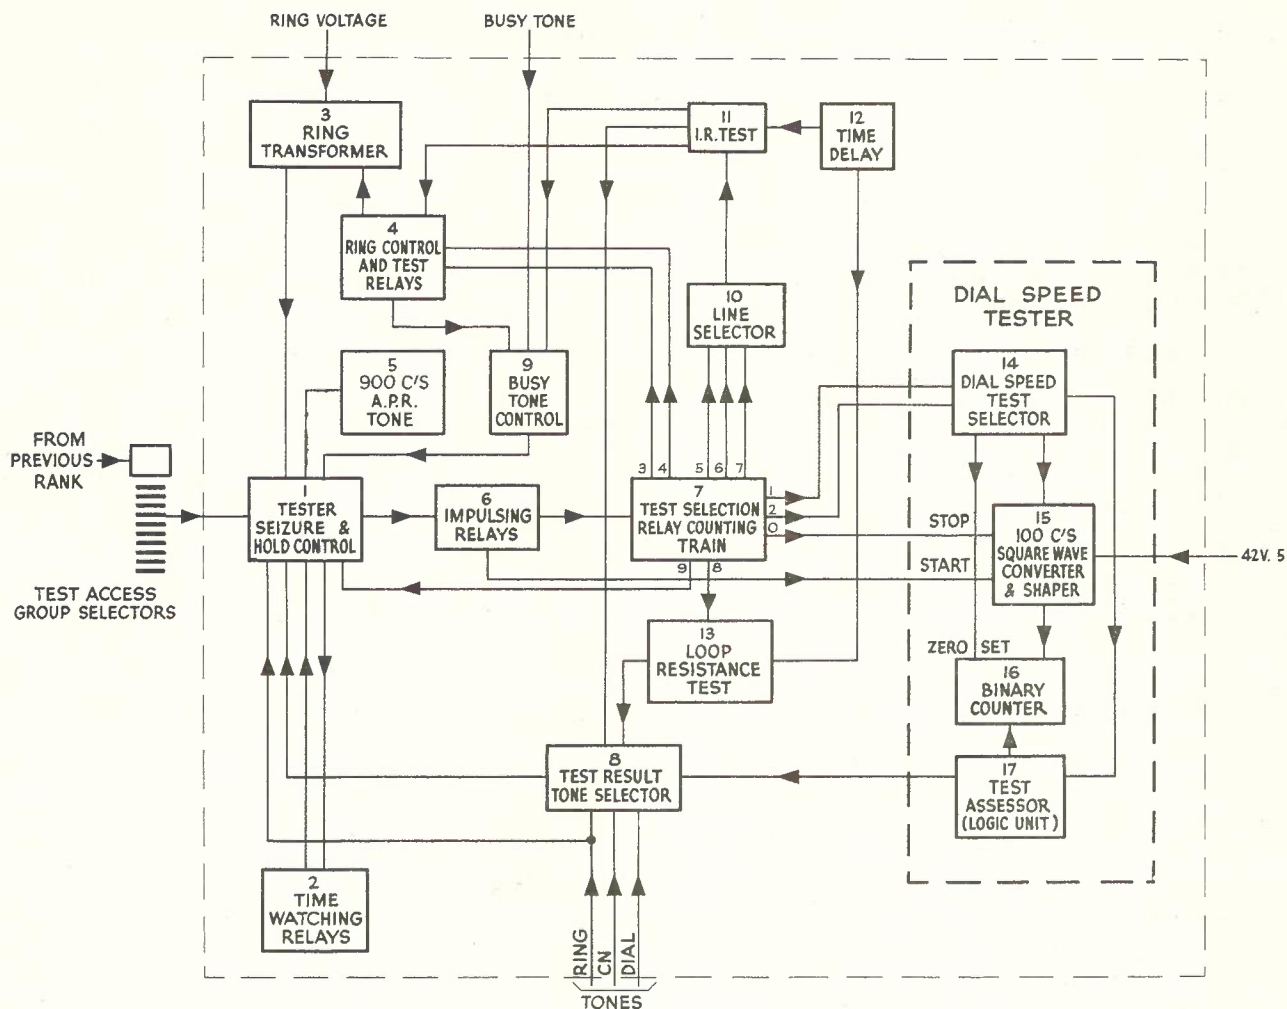 RING VOLTAGE
BUSY TONE
3
RING
TRANSFORMER
11
I.R. TEST
12
TIME
DELAY
4
RING CONTROL
AND TEST
RELAYS
10
LINE
SELECTOR
DIAL SPEED
TESTER
5
900 C'S
A.P.R.
TONE
9
BUSY
TONE
CONTROL
14
DIAL SPEED
TEST
SELECTOR
FROM
PREVIOUS
RANK
TEST ACCESS
GROUP SELECTORS
1
TESTER
SEIZURE &
HOLD CONTROL
6
IMPULSING
RELAYS
3 4 5 6 7
7
TEST SELECTION
RELAY COUNTING
TRAIN
1
2
0
9 8
STOP
START
15
100 C'S
SQUARE WAVE
CONVERTER
& SHAPER
42V. 5
13
LOOP
RESISTANCE
TEST
ZERO SET
16
BINARY
COUNTER
8
TEST RESULT
TONE SELECTOR
17
TEST
ASSESSOR
(LOGIC UNIT)
2
TIME
WATCHING
RELAYS
RING
CN
DIAL
TONES